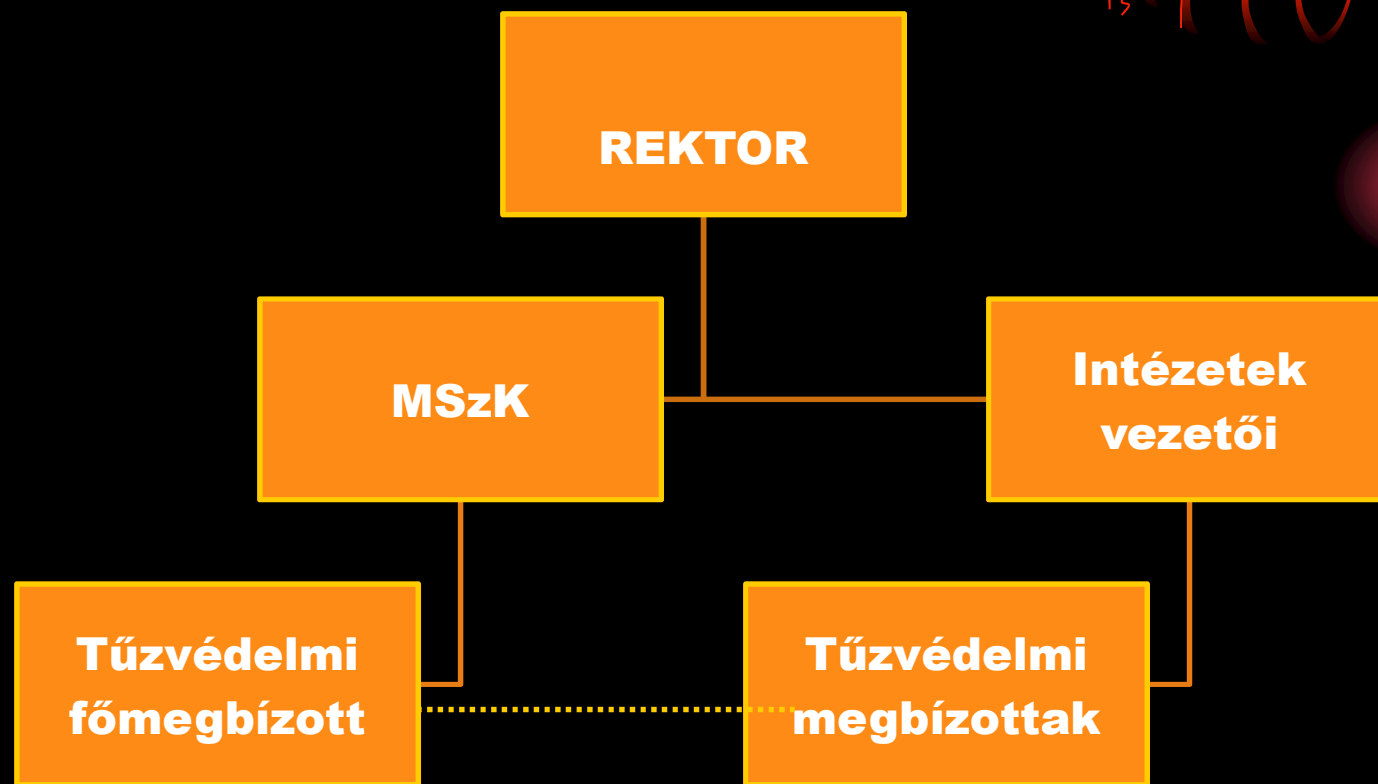 REKTOR
MSzK
Intézetek
vezetői
Tűzvédelmi
főmegbízott
Tűzvédelmi
megbízottak